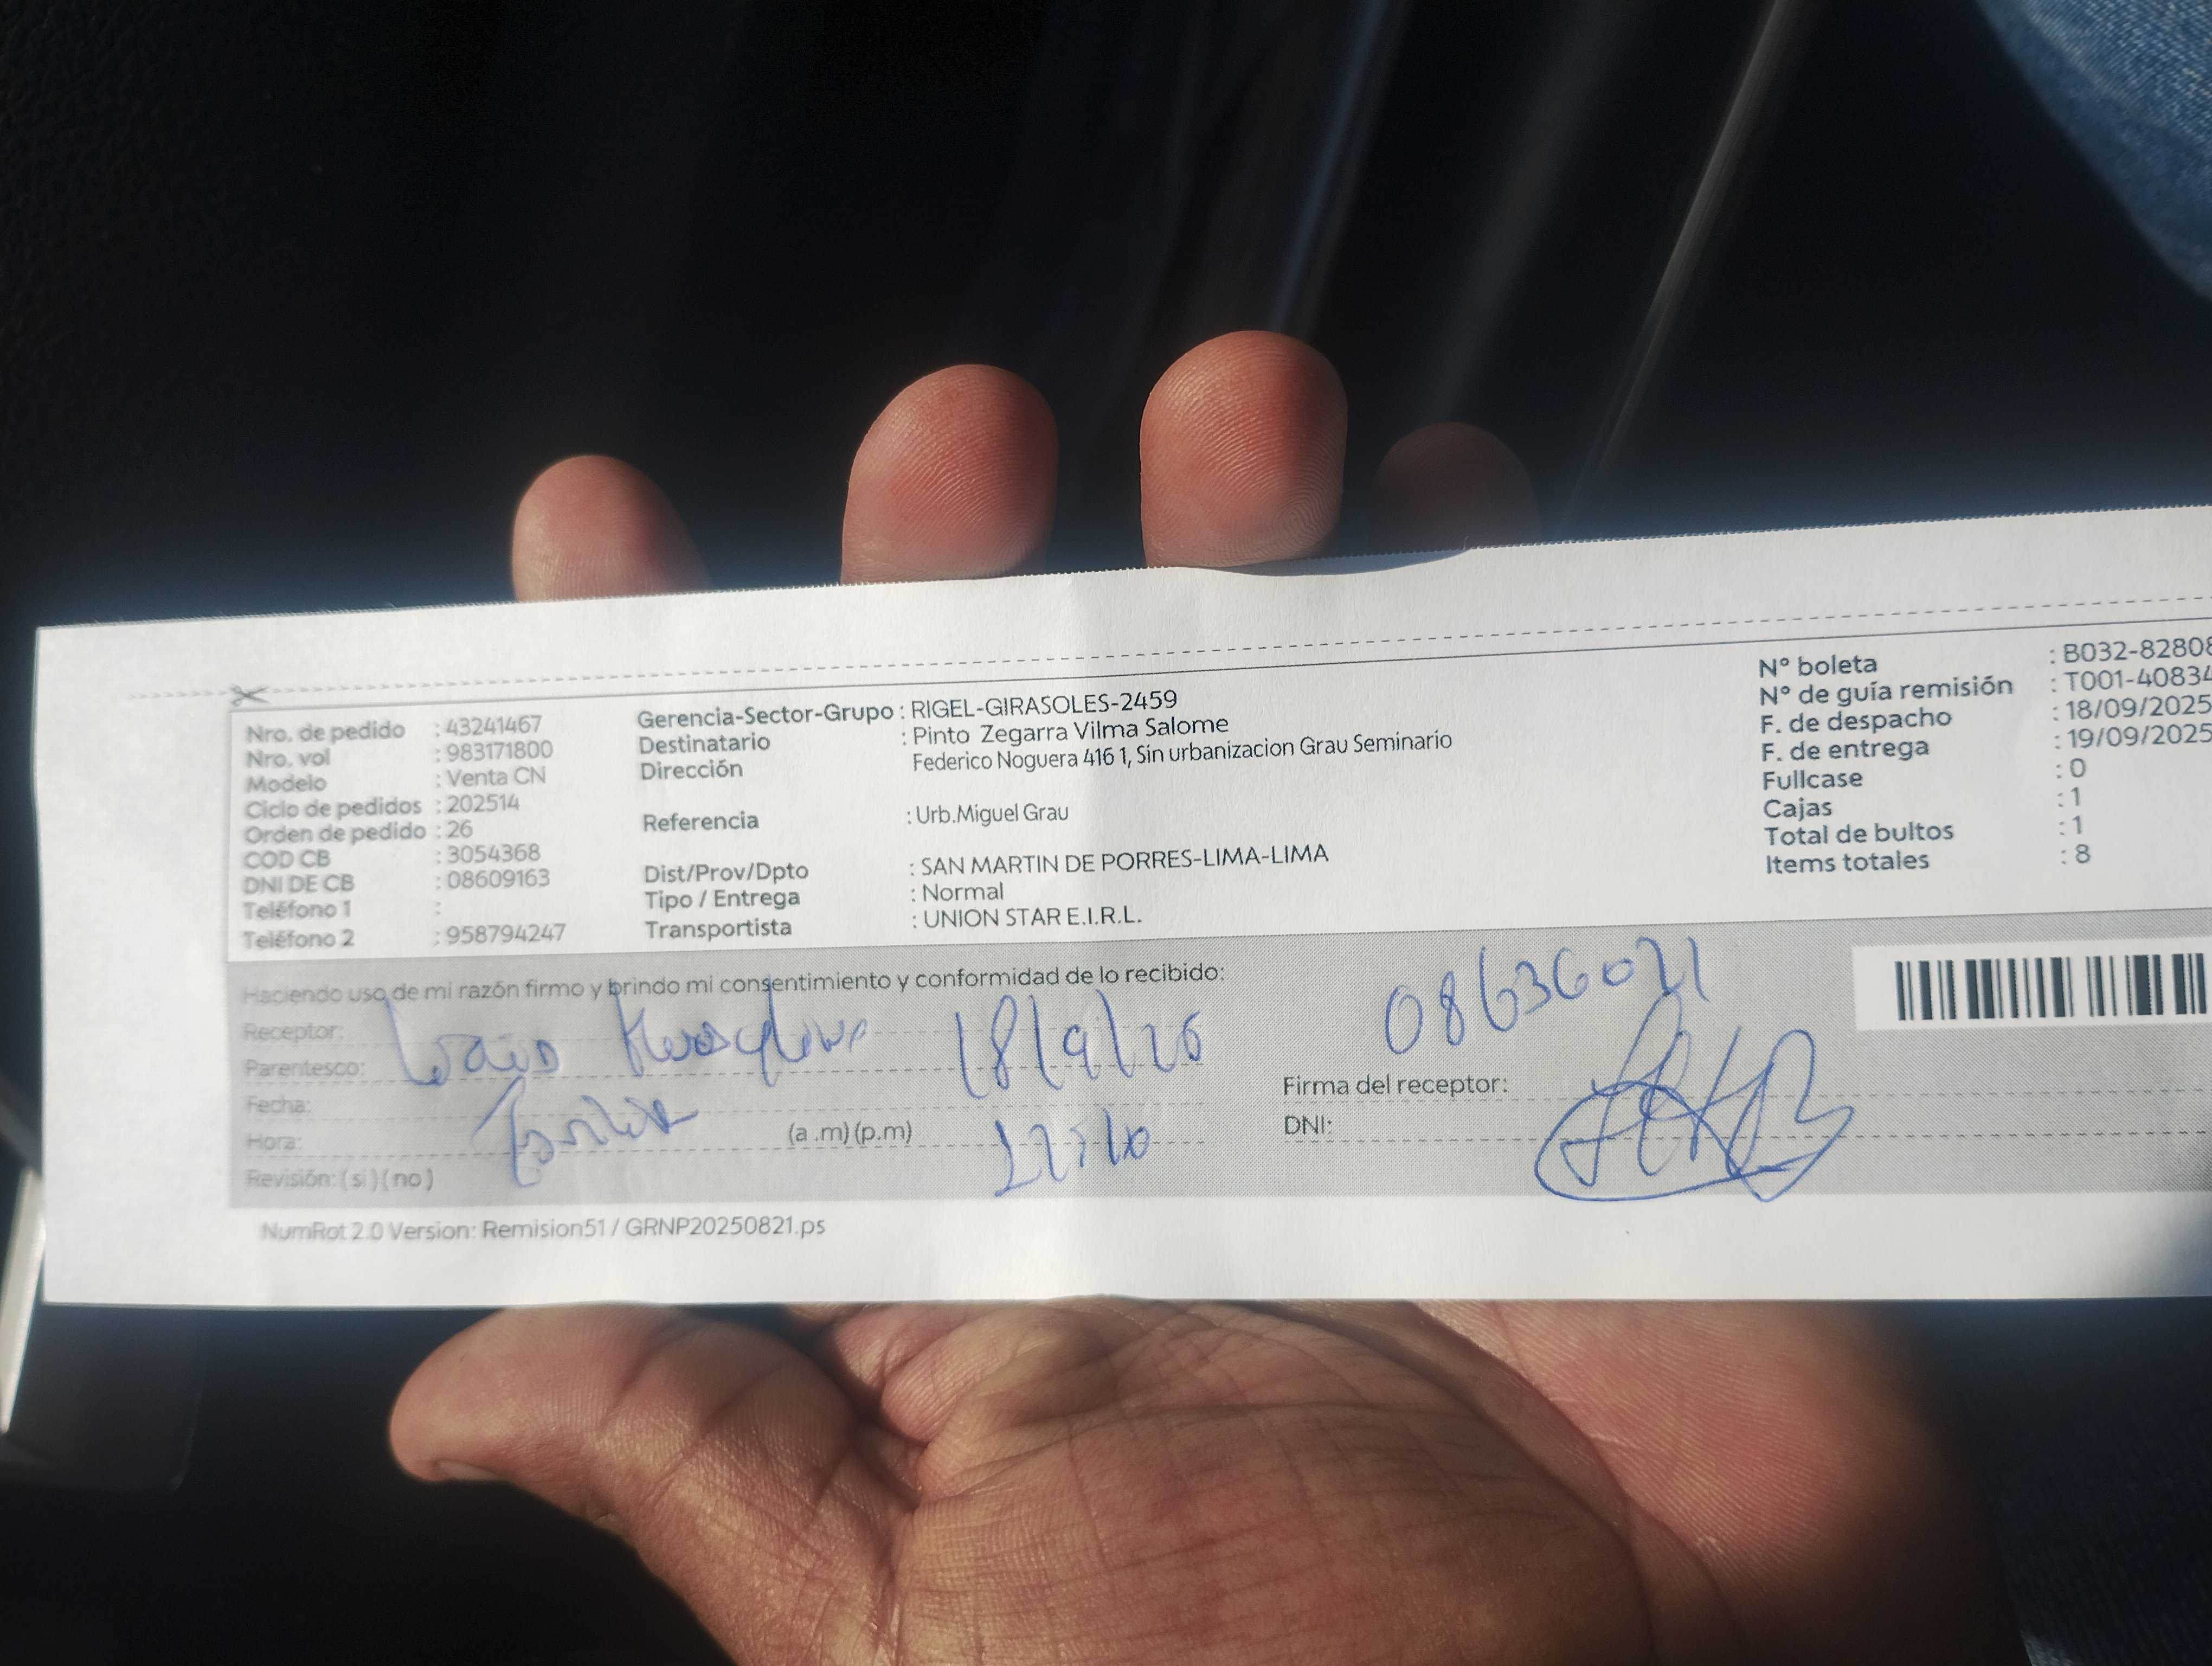 Nro. de pedido : 43241467
Nro. vol : 983171800
Modelo : Venta CN
Ciclo de pedidos : 202514
Orden de pedido : 26
COD CB : 3054368
DNI DE CB : 08609163
Teléfono 1 :
Teléfono 2 : 958794247
Gerencia-Sector-Grupo : RIGEL-GIRASOLES-2459
Destinatario : Pinto Zegarra Vilma Salome
Dirección Federico Noguera 416 1, Sin urbanizacion Grau Seminario
Referencia : Urb.Miguel Grau
Dist/Prov/Dpto : SAN MARTIN DE PORRES-LIMA-LIMA
Tipo / Entrega : Normal
Transportista : UNION STAR E.I.R.L.
N° boleta : B032-82808
N° de guía remisión : T001-40834
F. de despacho : 18/09/2025
F. de entrega : 19/09/2025
Fullcase : 0
Cajas : 1
Total de bultos : 1
Items totales : 8
Haciendo uso de mi razón firmo y brindo mi consentimiento y conformidad de lo recibido:
Receptor:
Parentesco:
Fecha:
Hora: (a .m) (p.m)
Revisión: ( si ) ( no )
Firma del receptor:
DNI:
NumRot 2.0 Version: Remision51 / GRNP20250821.ps